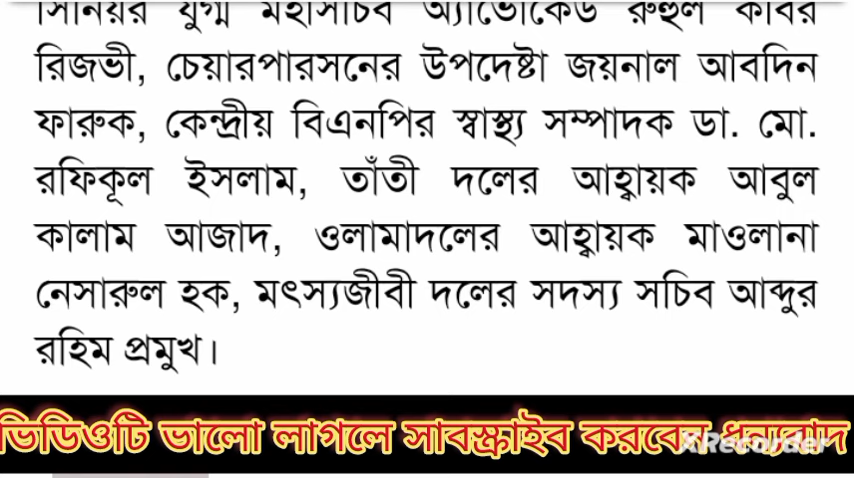 সিনিয়র যুগ্ম মহাসচিব অ্যাডভোকেট রুহুল কবির
রিজভী, চেয়ারপারসনের উপদেষ্টা জয়নাল আবদিন
ফারুক, কেন্দ্রীয় বিএনপির স্বাস্থ্য সম্পাদক ডা. মো.
রফিকূল ইসলাম, তাঁতী দলের আহ্বায়ক আবুল
কালাম আজাদ, ওলামাদলের আহ্বায়ক মাওলানা
নেসারুল হক, মৎস্যজীবী দলের সদস্য সচিব আব্দুর
রহিম প্রমুখ।
ভিডিওটি ভালো লাগলে সাবস্ক্রাইব করবেন ধন্যবাদ
XRecorder